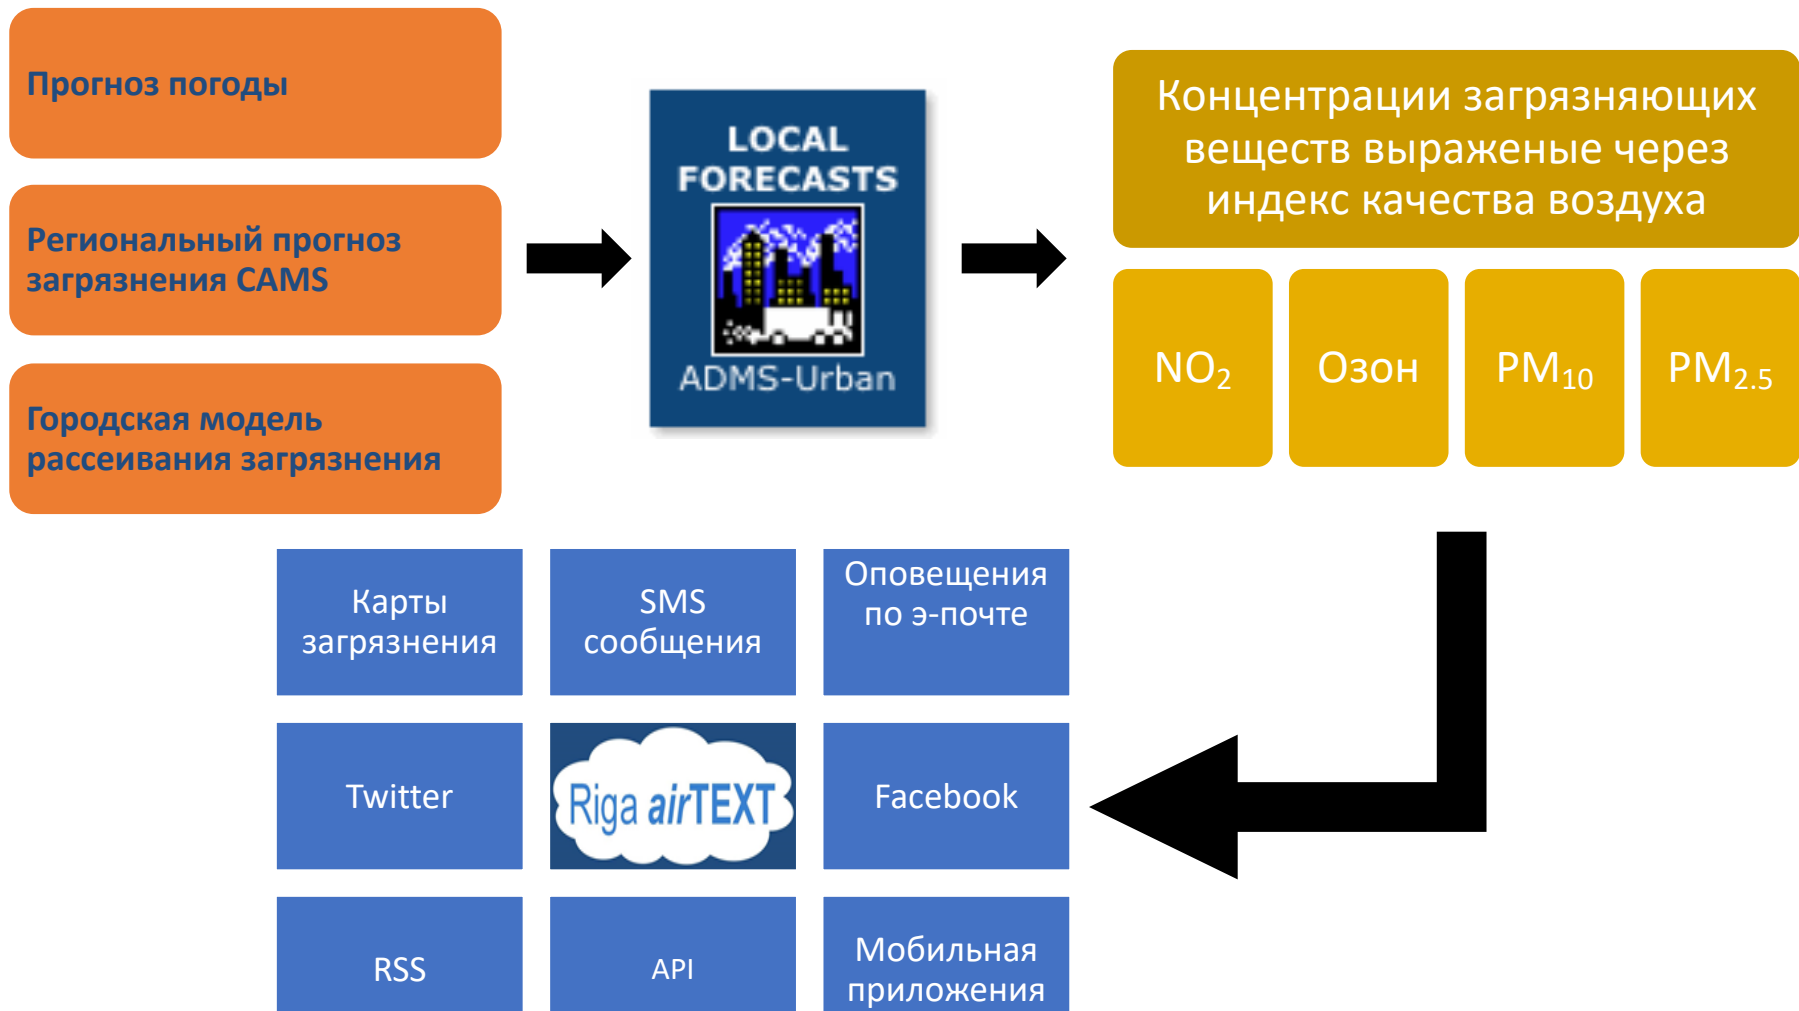 Прогноз погоды
Региональный прогноз
загрязнения CAMS
Городская модель
рассеивания загрязнения
LOCAL
FORECASTS
ADMS-Urban
Концентрации загрязняющих
веществ выраженые через
индекс качества воздуха
NO₂
Озон
PM₁₀
PM₂.₅
Карты
загрязнения
SMS
сообщения
Оповещения
по э-почте
Twitter
Riga airTEXT
Facebook
RSS
API
Мобильная
приложения